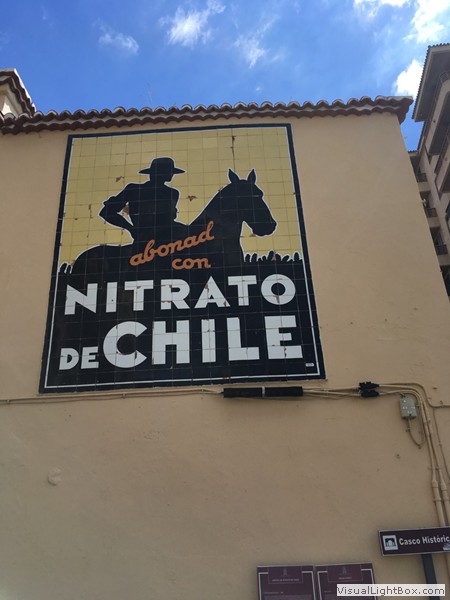 abonad
con
NITRATO
DE CHILE
Casco Históric
VisualLightBox.com